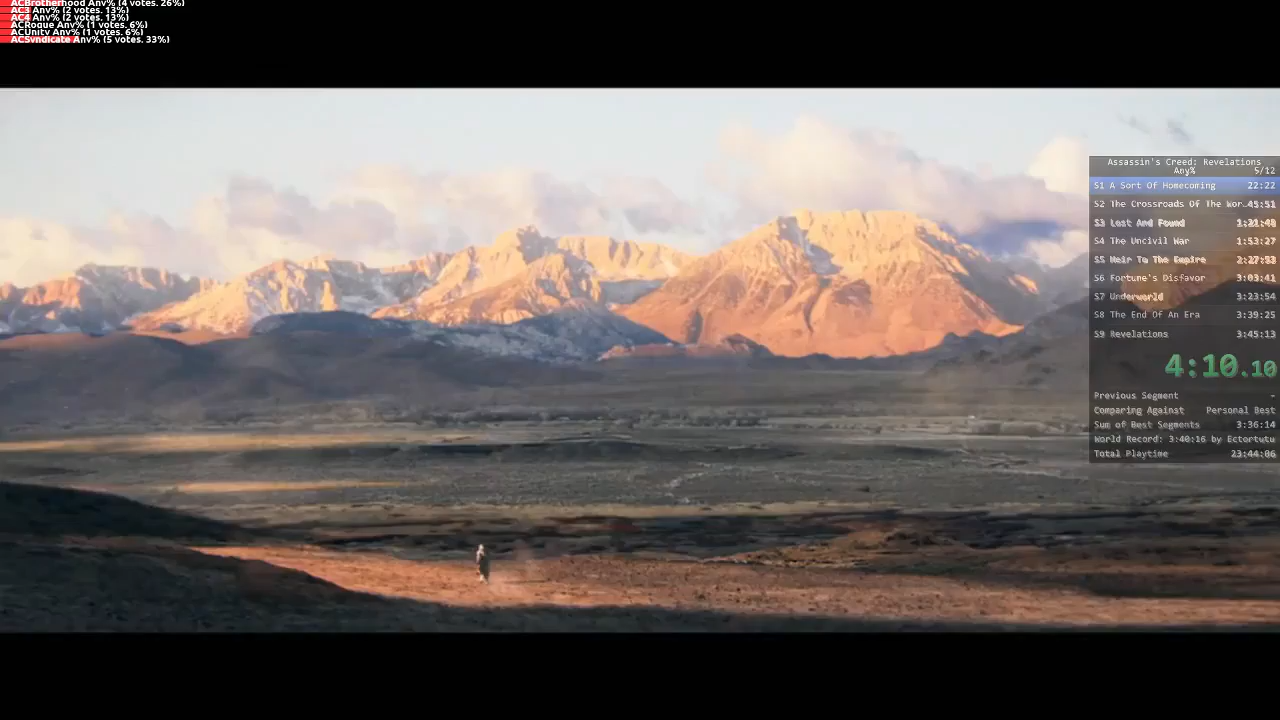 ACBrotherhood Any% (4 votes, 26%)
AC3 Any% (2 votes, 13%)
AC4 Any% (2 votes, 13%)
ACRogue Any% (1 votes, 6%)
ACUnity Any% (1 votes, 6%)
ACSyndicate Any% (5 votes, 33%)
Assassin's Creed: Revelations
Any% 5/12
S1 A Sort Of Homecoming 22:22
S2 The Crossroads Of The Wor… 45:51
S3 Lost And Found 1:31:48
S4 The Uncivil War 1:53:27
S5 Heir To The Empire 2:27:53
S6 Fortune's Disfavor 3:03:41
S7 Underworld 3:23:54
S8 The End Of An Era 3:39:25
S9 Revelations 3:45:13
4:10.10
Previous Segment -
Comparing Against Personal Best
Sum of Best Segments 3:36:14
World Record: 3:40:16 by Ectortutu
Total Playtime 23:44:06